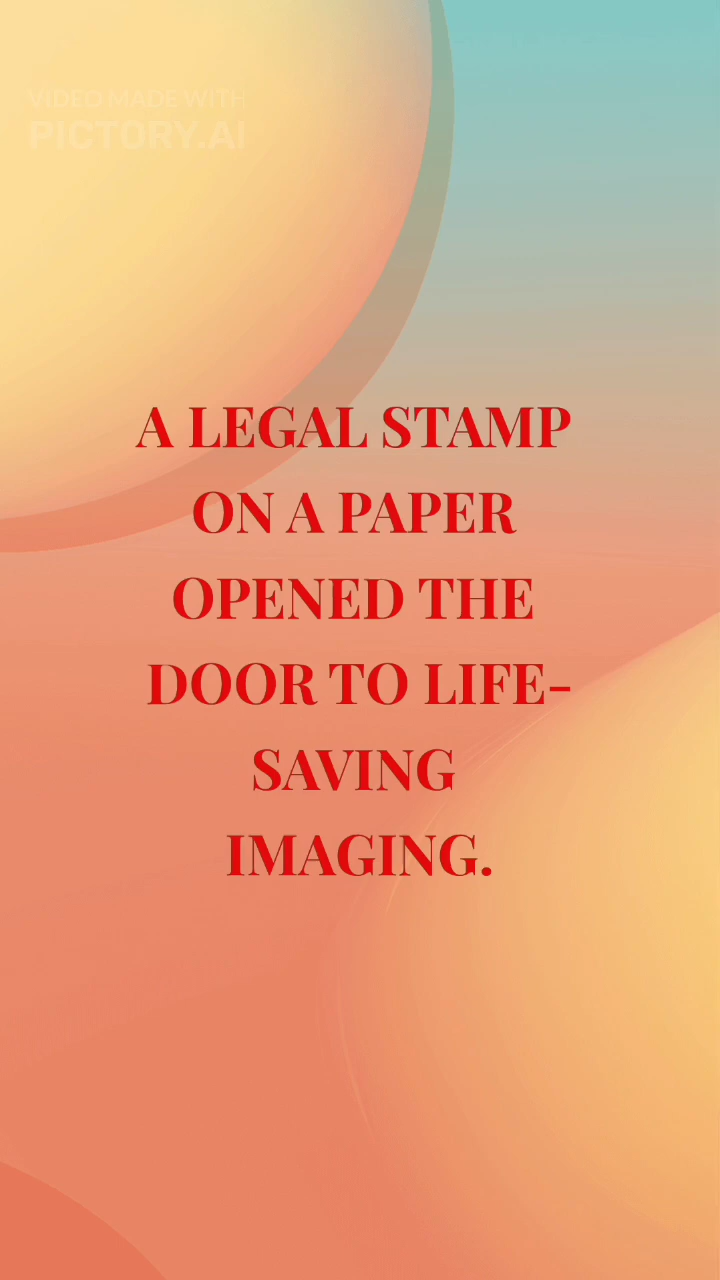 VIDEO MADE WITH
PICTORY.AI
A LEGAL STAMP
ON A PAPER
OPENED THE
DOOR TO LIFE-
SAVING
IMAGING.